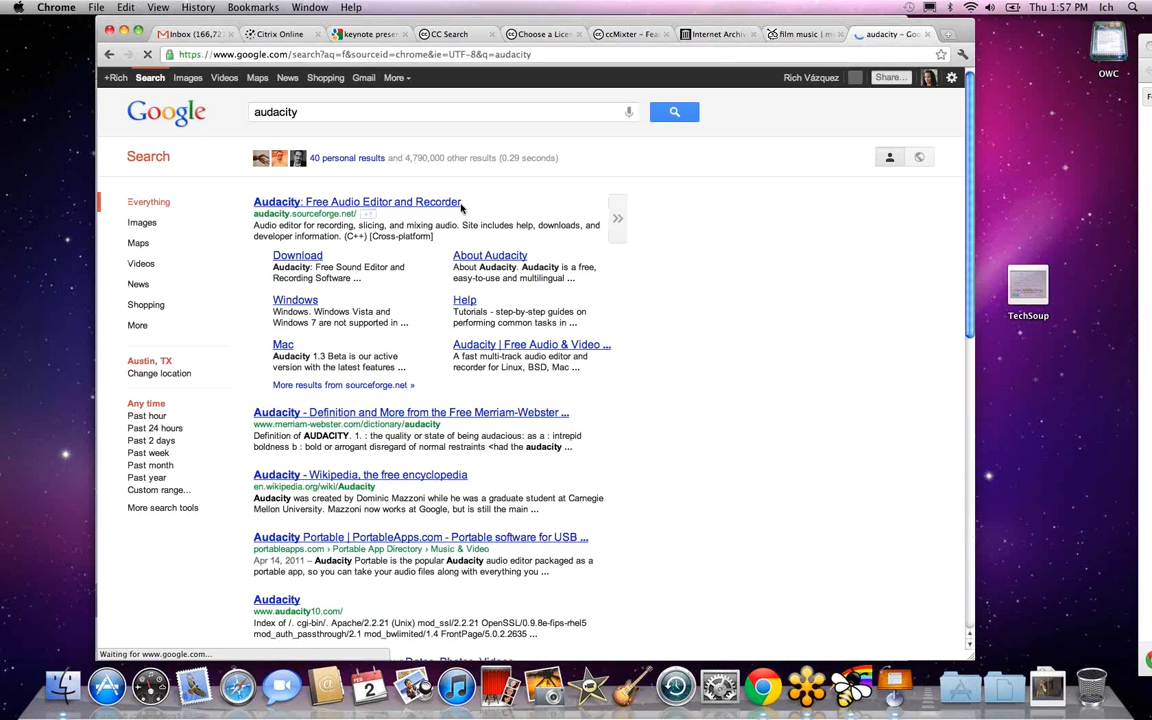 Chrome File Edit View History Bookmarks Window Help Thu 1:57 PM Ich
Inbox (166,72 Citrix Online keynote presen CC Search Choose a Licen ccMixter – Fea Internet Archiv film music | m audacity – Goo
https://www.google.com/search?aq=f&sourceid=chrome&ie=UTF-8&q=audacity
+Rich Search Images Videos Maps News Shopping Gmail More Rich Vázquez Share...
Google audacity
Search
40 personal results and 4,790,000 other results (0.29 seconds)
Everything
Images
Maps
Videos
News
Shopping
More
Austin, TX
Change location
Any time
Past hour
Past 24 hours
Past 2 days
Past week
Past month
Past year
Custom range...
More search tools
Audacity: Free Audio Editor and Recorder
audacity.sourceforge.net/ +1
Audio editor for recording, slicing, and mixing audio. Site includes help, downloads, and
developer information. (C++) [Cross-platform]
Download
Audacity: Free Sound Editor and
Recording Software ...
About Audacity
About Audacity. Audacity is a free,
easy-to-use and multilingual ...
Windows
Windows. Windows Vista and
Windows 7 are not supported in ...
Help
Tutorials - step-by-step guides on
performing common tasks in ...
Mac
Audacity 1.3 Beta is our active
version with the latest features ...
Audacity | Free Audio & Video ...
A fast multi-track audio editor and
recorder for Linux, BSD, Mac ...
More results from sourceforge.net »
Audacity - Definition and More from the Free Merriam-Webster ...
www.merriam-webster.com/dictionary/audacity
Definition of AUDACITY. 1. : the quality or state of being audacious: as a : intrepid
boldness b : bold or arrogant disregard of normal restraints <had the audacity ...
Audacity - Wikipedia, the free encyclopedia
en.wikipedia.org/wiki/Audacity
Audacity was created by Dominic Mazzoni while he was a graduate student at Carnegie
Mellon University. Mazzoni now works at Google, but is still the main ...
Audacity Portable | PortableApps.com - Portable software for USB ...
portableapps.com › Portable App Directory › Music & Video
Apr 14, 2011 – Audacity Portable is the popular Audacity audio editor packaged as a
portable app, so you can take your audio files along with everything you ...
Audacity
www.audacity10.com/
Index of /. cgi-bin/. Apache/2.2.21 (Unix) mod_ssl/2.2.21 OpenSSL/0.9.8e-fips-rhel5
mod_auth_passthrough/2.1 mod_bwlimited/1.4 FrontPage/5.0.2.2635 ...
Waiting for www.google.com...
OWC
TechSoup
FEB
2